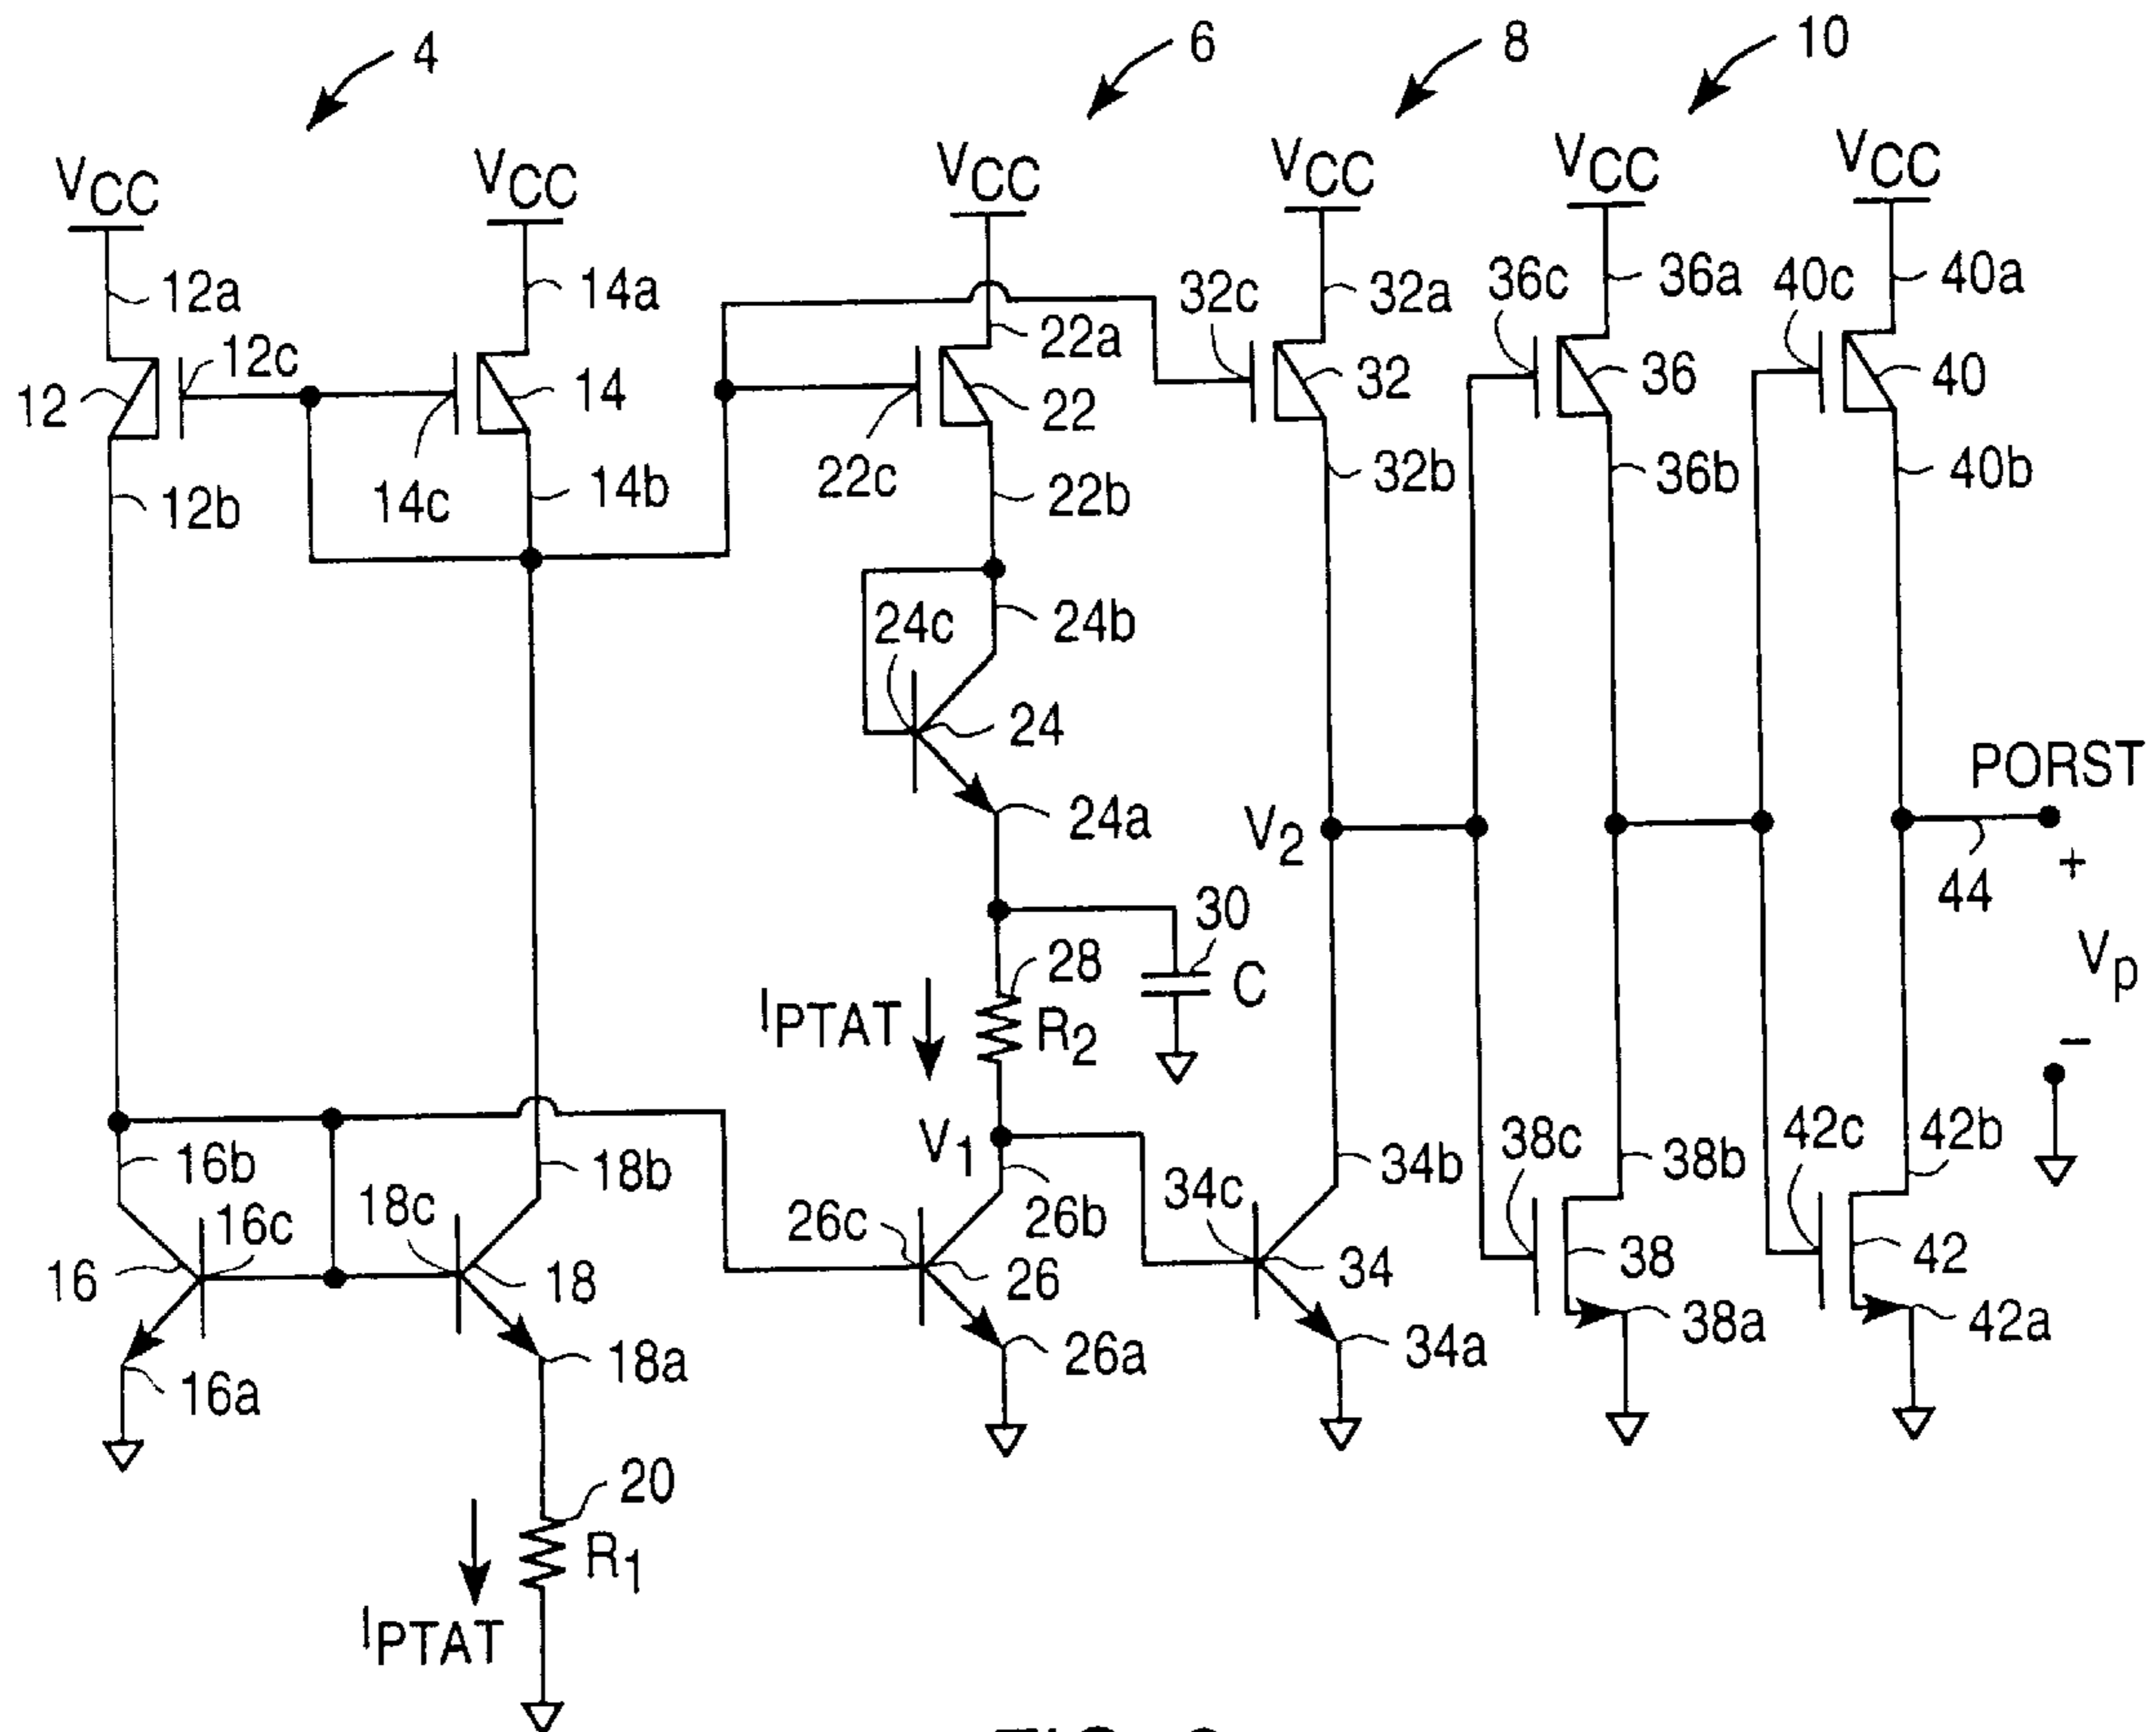 4
6
8
10
VCC
VCC
VCC
VCC
VCC
VCC
12a
14a
22a
32c
32a
36c
36a
40c
40a
12
12c
14
22
32
36
40
14c
22c
12b
14b
22b
32b
36b
40b
24c
24b
24
24a
V2
PORST
44
+
Vp
−
30
28
C
IPTAT
R2
V1
16b
18b
26b
34b
38c
38b
42c
42b
16c
18c
26c
34c
16
18
26
34
38
42
16a
18a
26a
34a
38a
42a
20
R1
IPTAT